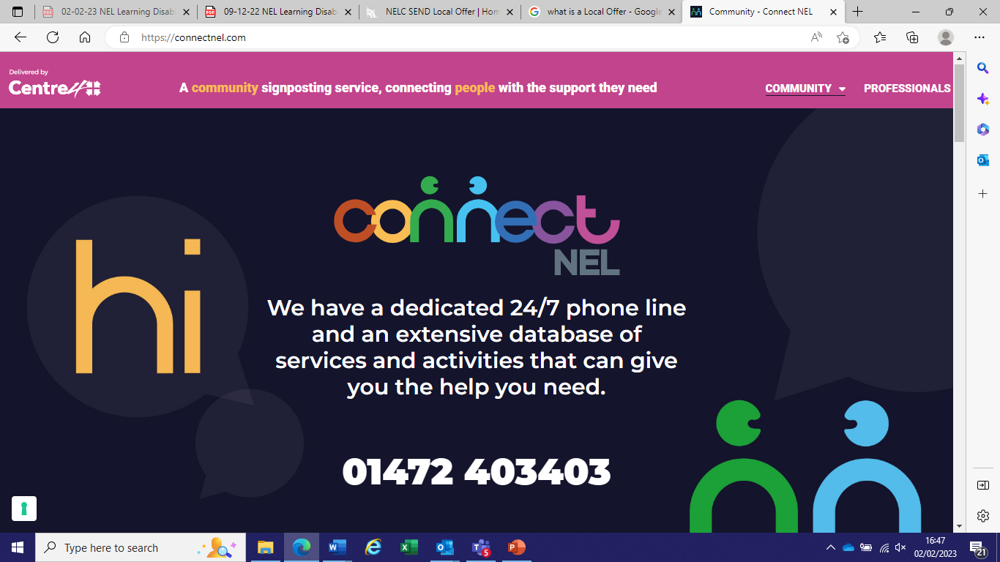 02-02-23 NEL Learning Disab
09-12-22 NEL Learning Disab
NELC SEND Local Offer | Hom
what is a Local Offer - Google
Community - Connect NEL
https://connectnel.com
Delivered by
Centre4
A community signposting service, connecting people with the support they need
COMMUNITY
PROFESSIONALS
hi
connect
NEL
We have a dedicated 24/7 phone line
and an extensive database of
services and activities that can give
you the help you need.
01472 403403
Type here to search
5
16:47
02/02/2023
21